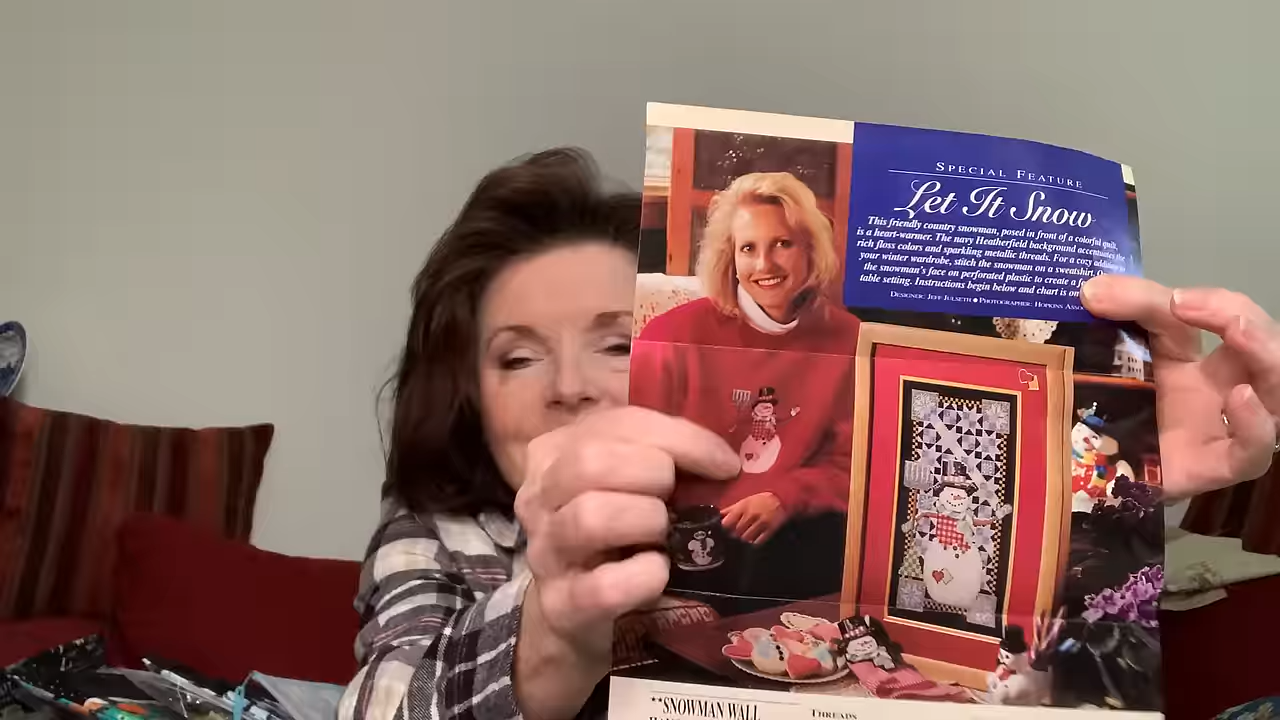 SPECIAL FEATURE
Let It Snow
This friendly country snowman, posed in front of a colorful quilt,
is a heart-warmer. The navy Heatherfield background accentuates the
rich floss colors and sparkling metallic threads. For a cozy addition to
your winter wardrobe, stitch the snowman on a sweatshirt. Or
the snowman's face on perforated plastic to create a
table setting. Instructions begin below and chart is on
DESIGNER: JEFF JULSETH ● PHOTOGRAPHER: HOPKINS
**SNOWMAN WALL
THREADS